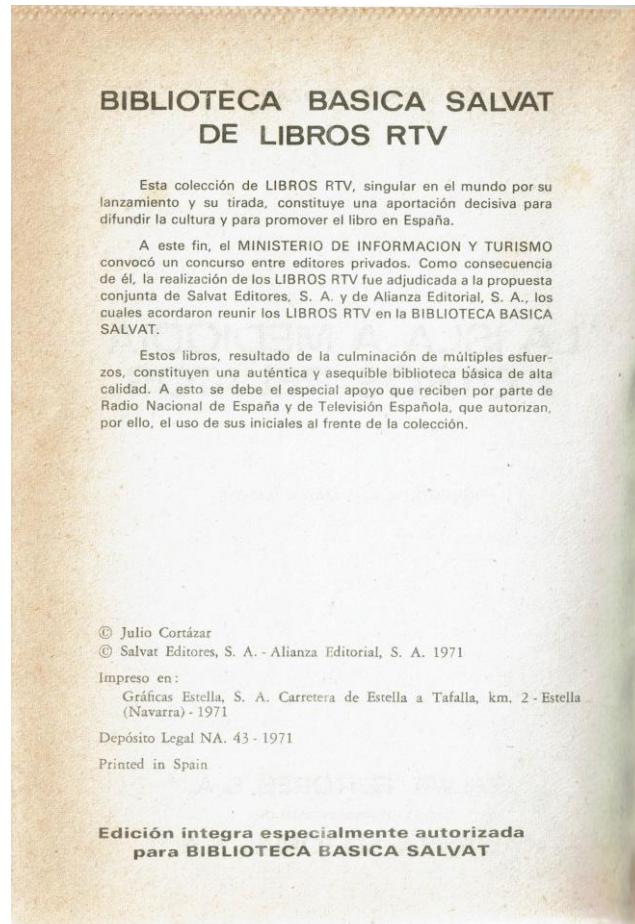 BIBLIOTECA BASICA SALVAT
DE LIBROS RTV
Esta colección de LIBROS RTV, singular en el mundo por su
lanzamiento y su tirada, constituye una aportación decisiva para
difundir la cultura y para promover el libro en España.
A este fin, el MINISTERIO DE INFORMACION Y TURISMO
convocó un concurso entre editores privados. Como consecuencia
de él, la realización de los LIBROS RTV fue adjudicada a la propuesta
conjunta de Salvat Editores, S. A. y de Alianza Editorial, S. A., los
cuales acordaron reunir los LIBROS RTV en la BIBLIOTECA BASICA
SALVAT.
Estos libros, resultado de la culminación de múltiples esfuer-
zos, constituyen una auténtica y asequible biblioteca básica de alta
calidad. A esto se debe el especial apoyo que reciben por parte de
Radio Nacional de España y de Televisión Española, que autorizan,
por ello, el uso de sus iniciales al frente de la colección.
© Julio Cortázar
© Salvat Editores, S. A. - Alianza Editorial, S. A. 1971
Impreso en:
Gráficas Estella, S. A. Carretera de Estella a Tafalla, km. 2 - Estella
(Navarra) - 1971
Depósito Legal NA. 43 - 1971
Printed in Spain
Edición íntegra especialmente autorizada
para BIBLIOTECA BASICA SALVAT